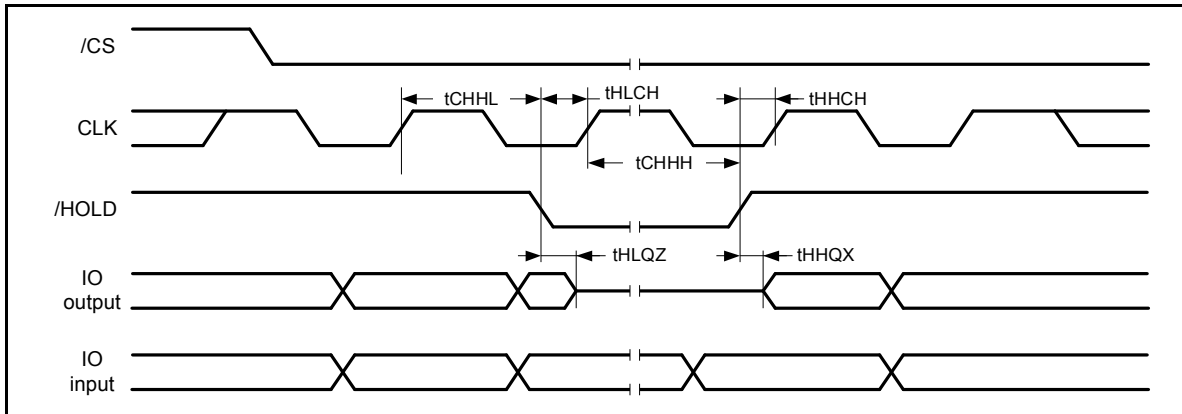 /CS
tCHHL
tHLCH
tHHCH
CLK
tCHHH
/HOLD
tHLQZ
tHHQX
IO
output
IO
input